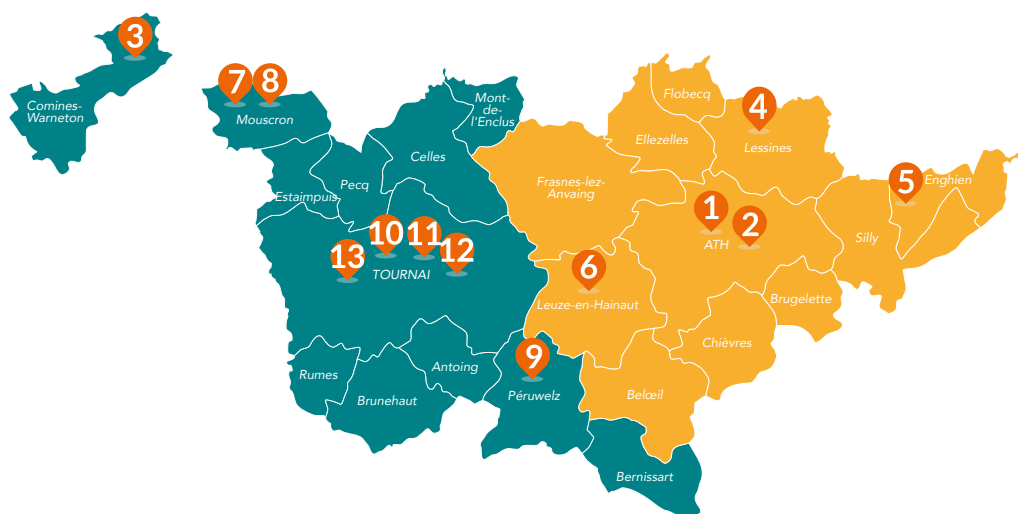 3
Comines-
Warneton
7
8
Mouscron
Mont-
de-
l'Enclus
Celles
Pecq
Estaimpuis
10
11
12
13
TOURNAI
Rumes
Brunehaut
Antoing
9
Péruwelz
Bernissart
Flobecq
Ellezelles
4
Lessines
Frasnes-lez-
Anvaing
1
2
ATH
5
Enghien
Silly
6
Leuze-en-Hainaut
Brugelette
Chièvres
Belœil